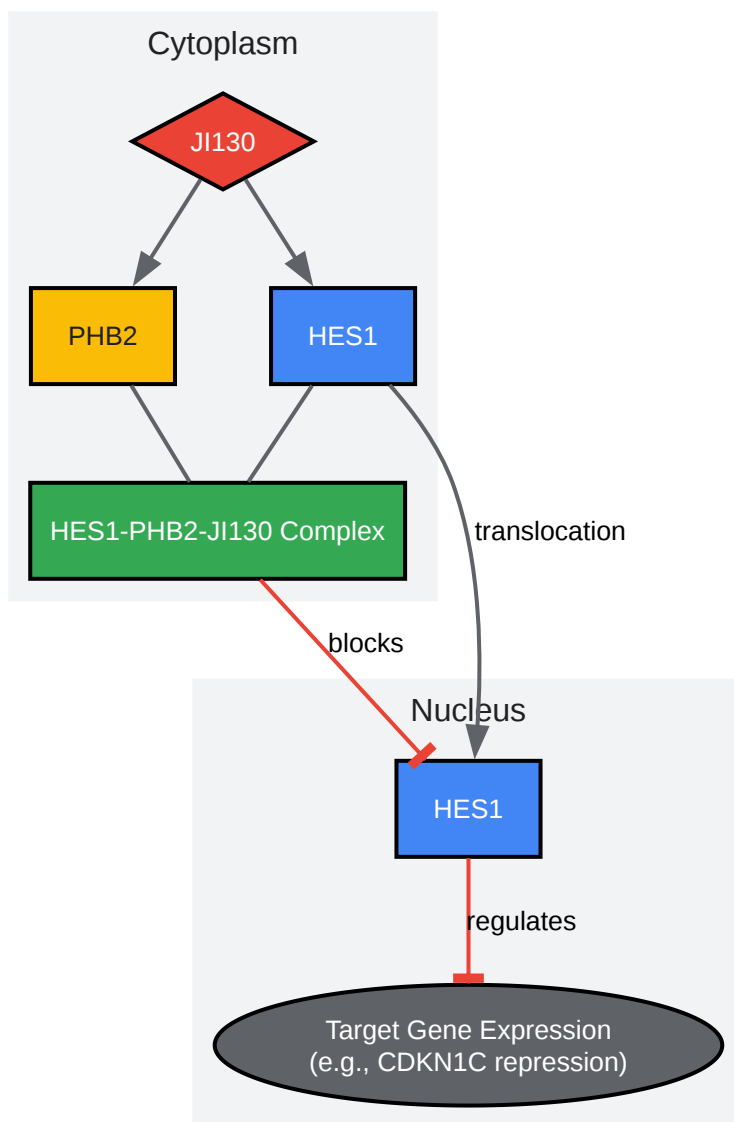 Cytoplasm
JI130
PHB2
HES1
HES1-PHB2-JI130 Complex
translocation
blocks
Nucleus
HES1
regulates
Target Gene Expression
(e.g., CDKN1C repression)